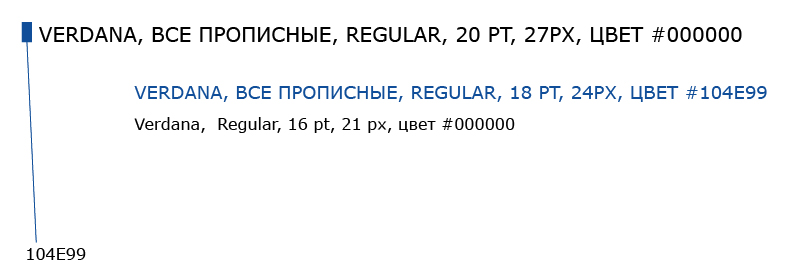 VERDANA, ВСЕ ПРОПИСНЫЕ, REGULAR, 20 PT, 27PX, ЦВЕТ #000000
VERDANA, ВСЕ ПРОПИСНЫЕ, REGULAR, 18 PT, 24PX, ЦВЕТ #104E99
Verdana,  Regular, 16 pt, 21 px, цвет #000000
104E99